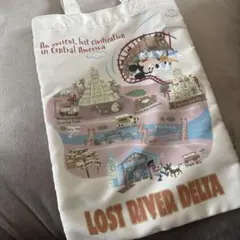 An ancient, lost civilization
in Central America
LOST RIVER DELTA